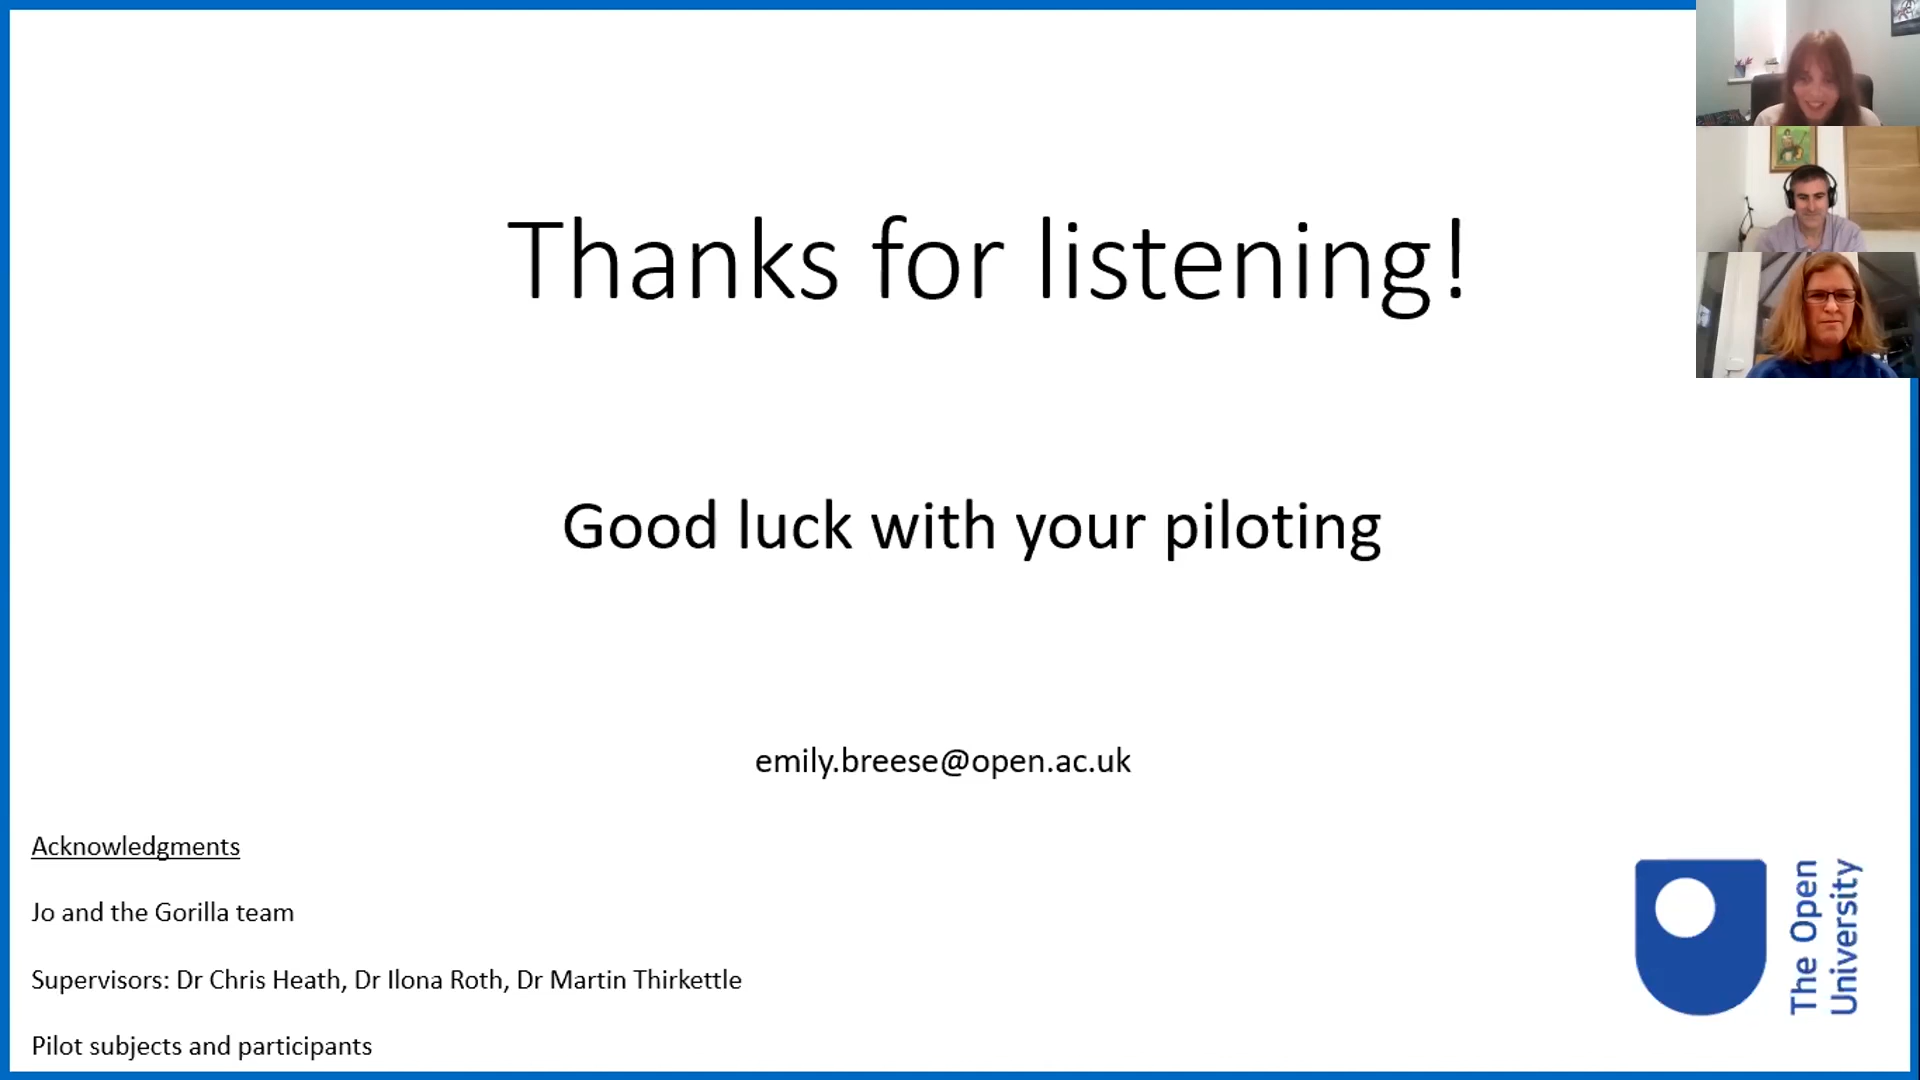 Thanks for listening!
Good luck with your piloting
emily.breese@open.ac.uk
Acknowledgments
Jo and the Gorilla team
Supervisors: Dr Chris Heath, Dr Ilona Roth, Dr Martin Thirkettle
Pilot subjects and participants
The Open
University